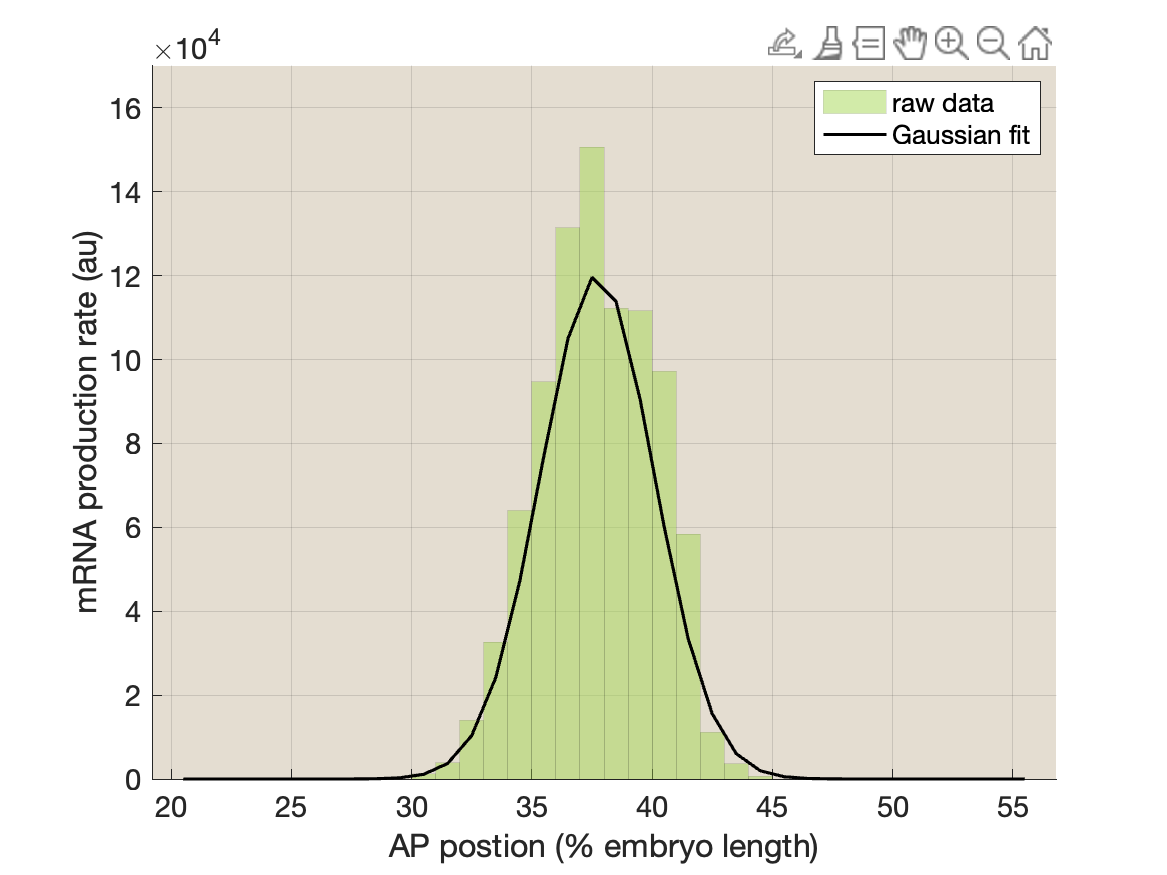 ×10⁴
raw data
Gaussian fit
mRNA production rate (au)
16
14
12
10
8
6
4
2
0
20 25 30 35 40 45 50 55
AP postion (% embryo length)